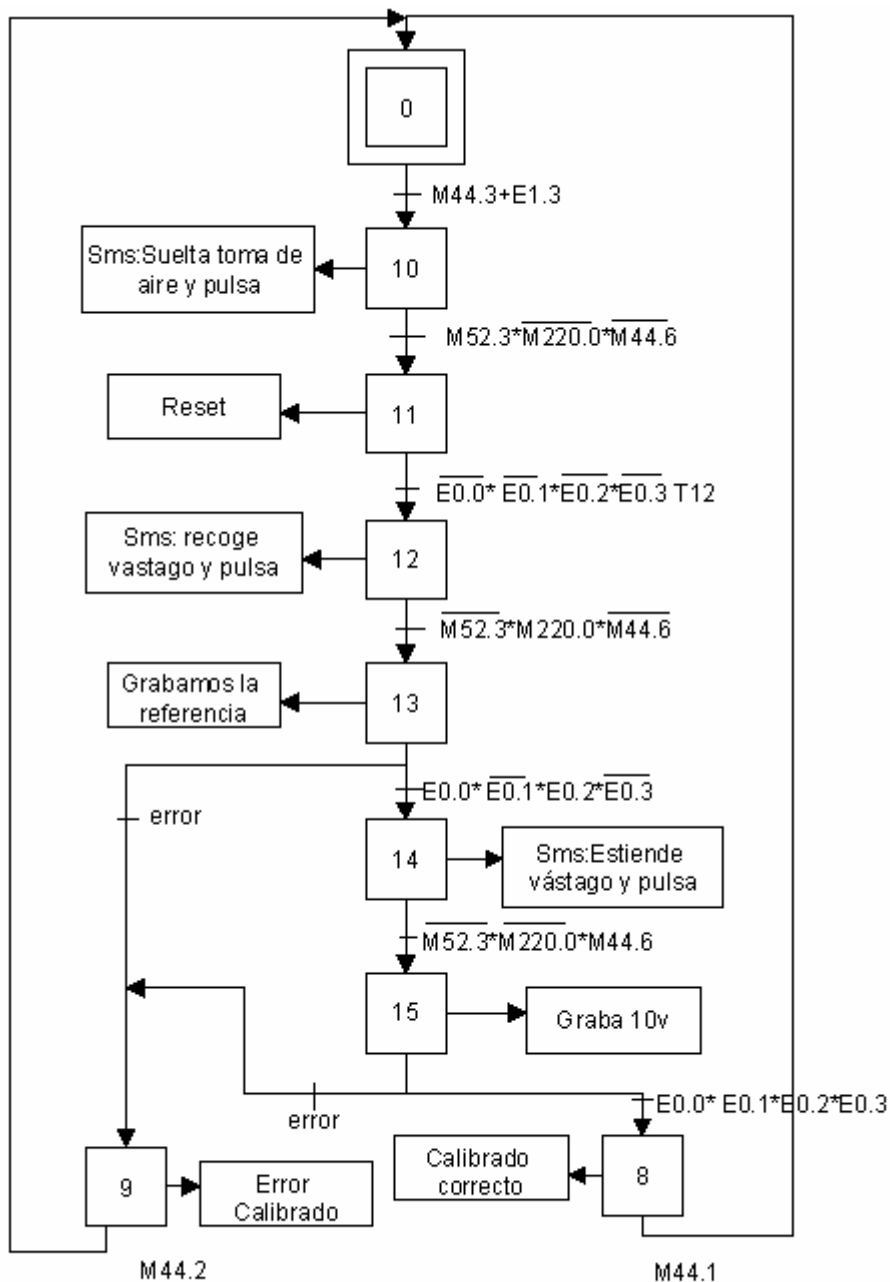 0
M44.3+E1.3
Sms:Suelta toma de
aire y pulsa
10
M52.3*M220.0*M44.6
Reset
11
E0.0* E0.1*E0.2*E0.3 T12
Sms: recoge
vastago y pulsa
12
M52.3*M220.0*M44.6
Grabamos la
referencia
13
error
E0.0* E0.1*E0.2*E0.3
14
Sms:Estiende
vástago y pulsa
M52.3*M220.0*M44.6
15
Graba 10v
error
E0.0* E0.1*E0.2*E0.3
9
Error
Calibrado
Calibrado
correcto
8
M44.2
M44.1